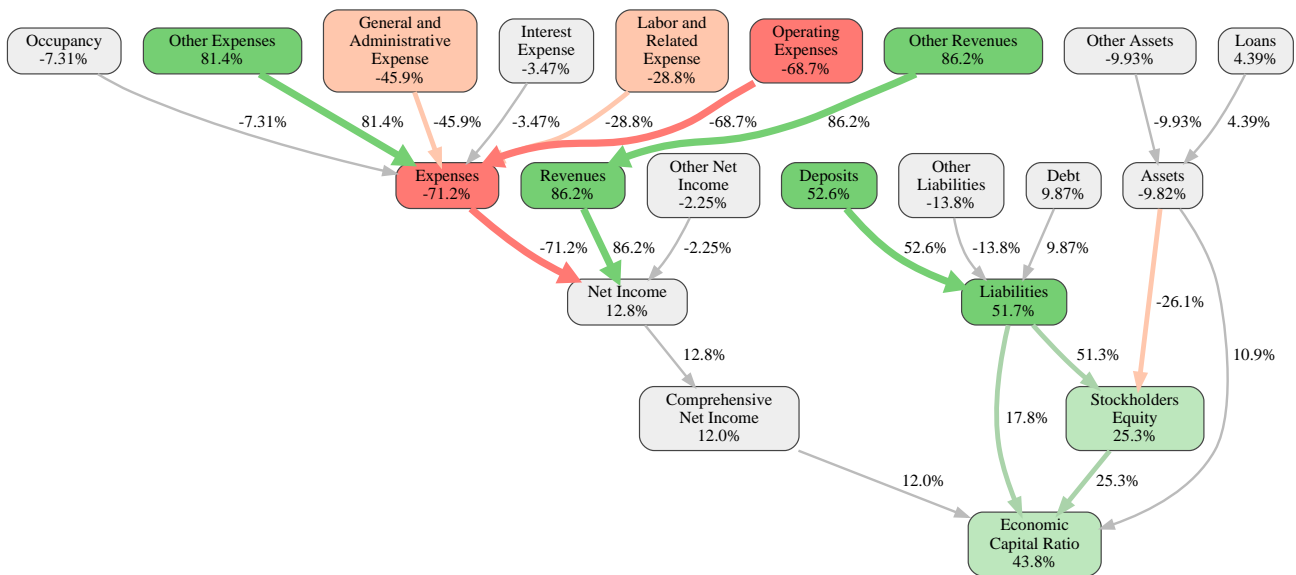 Occupancy
-7.31%
Other Expenses
81.4%
General and
Administrative
Expense
-45.9%
Interest
Expense
-3.47%
Labor and
Related
Expense
-28.8%
Operating
Expenses
-68.7%
Other Revenues
86.2%
Other Assets
-9.93%
Loans
4.39%
-7.31%
81.4%
-45.9%
-3.47%
-28.8%
-68.7%
86.2%
-9.93%
4.39%
Expenses
-71.2%
Revenues
86.2%
Other Net
Income
-2.25%
Deposits
52.6%
Other
Liabilities
-13.8%
Debt
9.87%
Assets
-9.82%
-71.2%
86.2%
-2.25%
52.6%
-13.8%
9.87%
Net Income
12.8%
Liabilities
51.7%
-26.1%
12.8%
51.3%
10.9%
Comprehensive
Net Income
12.0%
17.8%
Stockholders
Equity
25.3%
12.0%
25.3%
Economic
Capital Ratio
43.8%